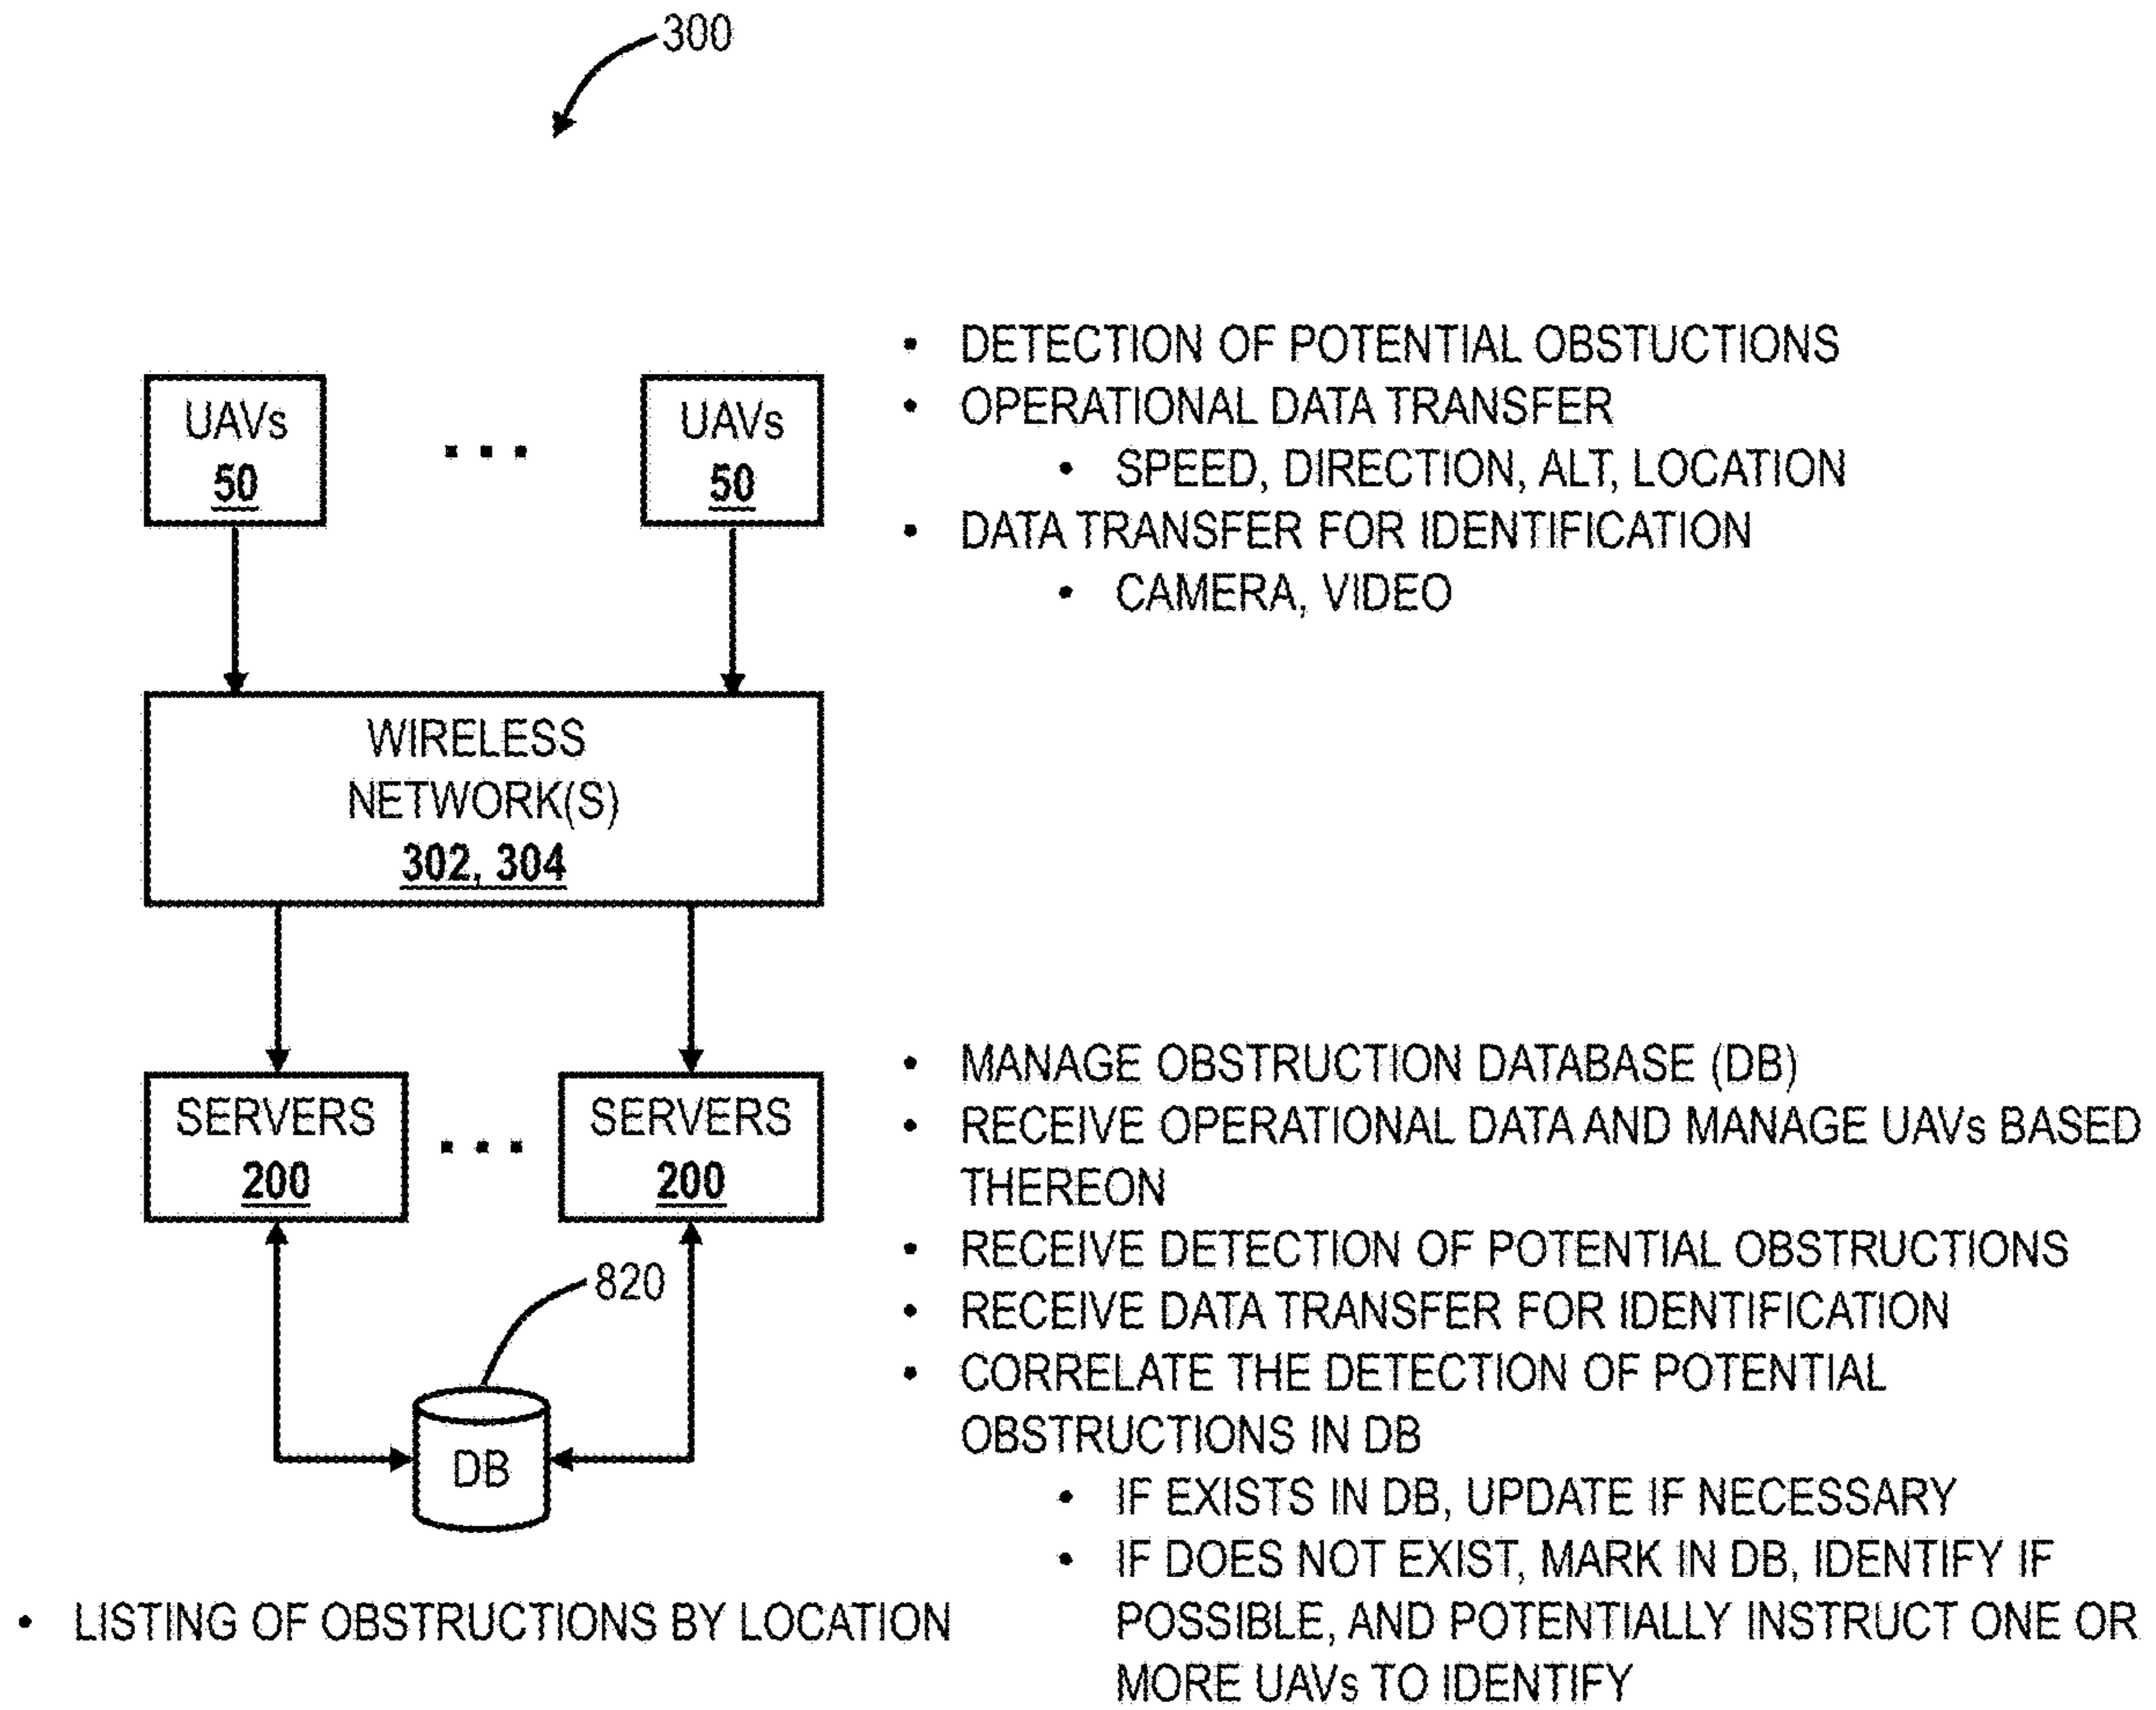 300
UAVs
50
...
UAVs
50
• DETECTION OF POTENTIAL OBSTUCTIONS
• OPERATIONAL DATA TRANSFER
• SPEED, DIRECTION, ALT, LOCATION
• DATA TRANSFER FOR IDENTIFICATION
• CAMERA, VIDEO
WIRELESS
NETWORK(S)
302, 304
SERVERS
200
...
SERVERS
200
820
DB
• LISTING OF OBSTRUCTIONS BY LOCATION
• MANAGE OBSTRUCTION DATABASE (DB)
• RECEIVE OPERATIONAL DATA AND MANAGE UAVs BASED
THEREON
• RECEIVE DETECTION OF POTENTIAL OBSTRUCTIONS
• RECEIVE DATA TRANSFER FOR IDENTIFICATION
• CORRELATE THE DETECTION OF POTENTIAL
OBSTRUCTIONS IN DB
• IF EXISTS IN DB, UPDATE IF NECESSARY
• IF DOES NOT EXIST, MARK IN DB, IDENTIFY IF
POSSIBLE, AND POTENTIALLY INSTRUCT ONE OR
MORE UAVs TO IDENTIFY